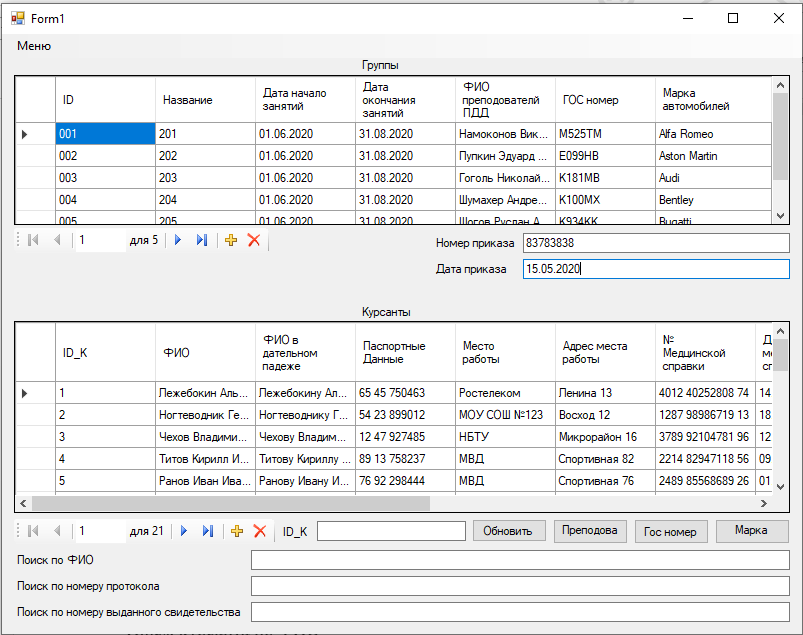 Form1
Меню
Группы
ID Название Дата начало занятий Дата окончания занятий ФИО преподователй ПДД ГОС номер Марка автомобилей
001 201 01.06.2020 31.08.2020 Намоконов Вик... М525ТМ Alfa Romeo
002 202 01.06.2020 31.08.2020 Пупкин Эдуард ... Е099НВ Aston Martin
003 203 01.06.2020 31.08.2020 Гоголь Николай... К181МВ Audi
004 204 01.06.2020 31.08.2020 Шумахер Андре... К100МХ Bentley
005 205 01.06.2020 31.08.2020 Шогов Руслан А... К934КК Bugatti
1 для 5
Номер приказа 83783838
Дата приказа 15.05.2020
Курсанты
ID_K ФИО ФИО в дательном падеже Паспортные Данные Место работы Адрес места работы № Медцинской справки
1 Лежебокин Аль... Лежебокину Ал... 65 45 750463 Ростелеком Ленина 13 4012 40252808 74 14
2 Ногтеводник Ге... Ногтеводнику Г... 54 23 899012 МОУ СОШ №123 Восход 12 1287 98986719 13 18
3 Чехов Владими... Чехову Владим... 12 47 927485 НБТУ Микрорайон 16 3789 92104781 96 12
4 Титов Кирилл И... Титову Кириллу ... 89 13 758237 МВД Спортивная 82 2214 82947118 56 09
5 Ранов Иван Ива... Ранову Ивану И... 76 92 298444 МВД Спортивная 76 2489 85568689 26 01
1 для 21 ID_K Обновить Преподова Гос номер Марка
Поиск по ФИО
Поиск по номеру протокола
Поиск по номеру выданного свидетельства